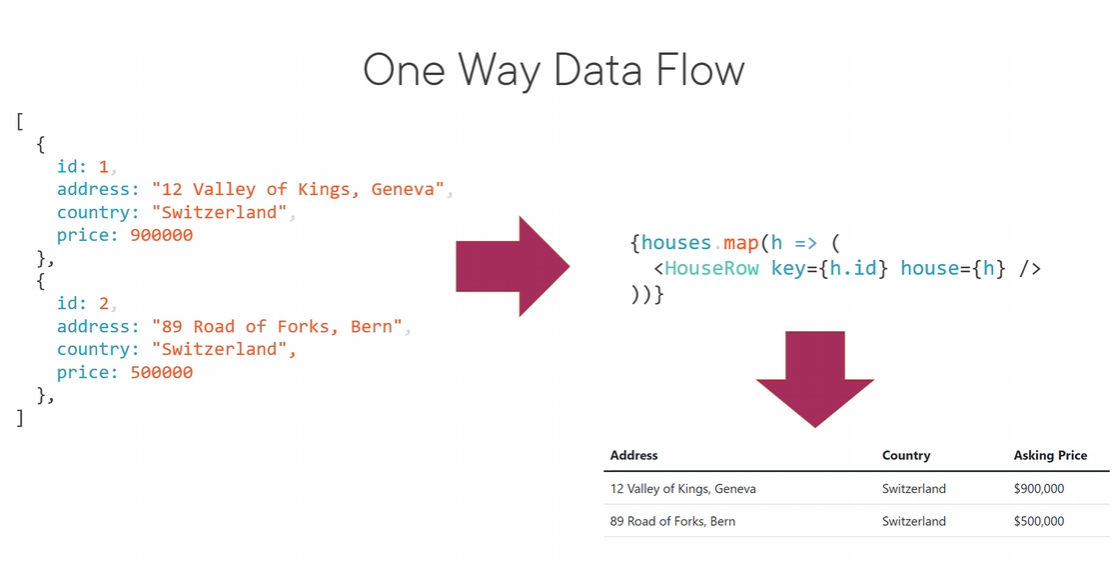 One Way Data Flow
[
{
id: 1,
address: "12 Valley of Kings, Geneva",
country: "Switzerland",
price: 900000
},
{
id: 2,
address: "89 Road of Forks, Bern",
country: "Switzerland",
price: 500000
},
]
{houses.map(h => (
<HouseRow key={h.id} house={h} />
))}
Address Country Asking Price
12 Valley of Kings, Geneva Switzerland $900,000
89 Road of Forks, Bern Switzerland $500,000